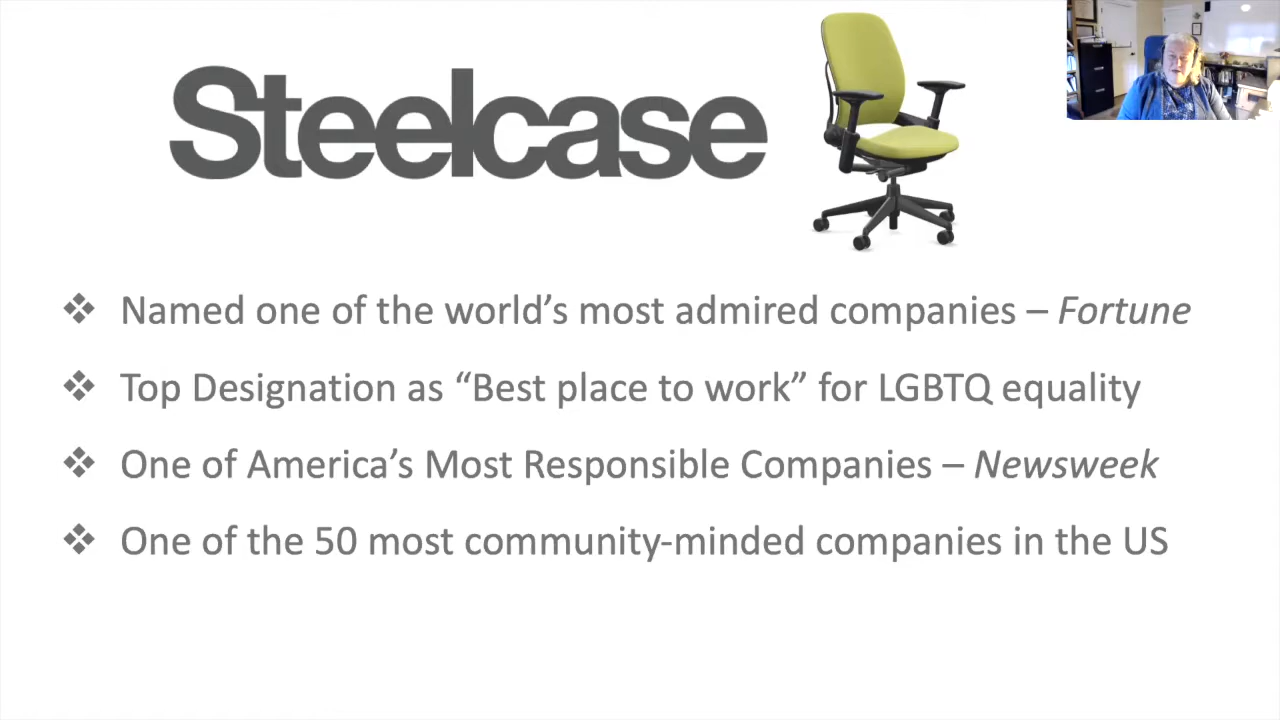 Steelcase
❖ Named one of the world’s most admired companies – Fortune
❖ Top Designation as “Best place to work” for LGBTQ equality
❖ One of America’s Most Responsible Companies – Newsweek
❖ One of the 50 most community-minded companies in the US